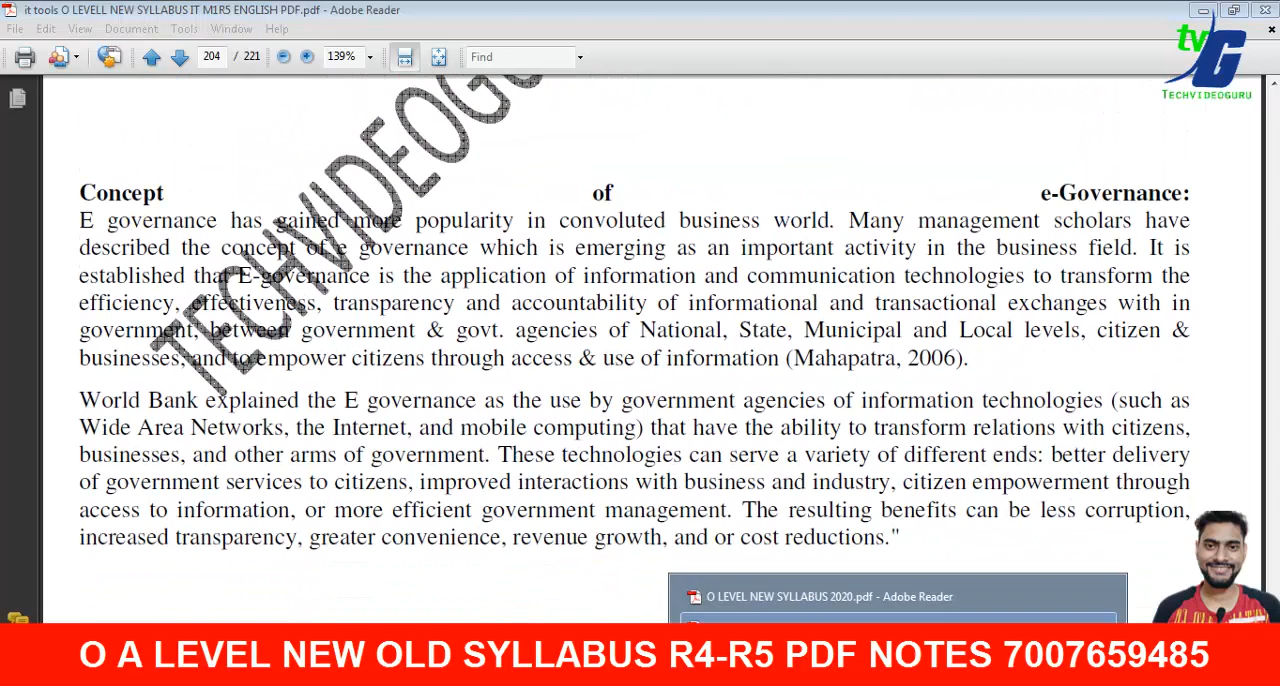 it tools O LEVELL NEW SYLLABUS IT M1R5 ENGLISH PDF.pdf - Adobe Reader
File Edit View Document Tools Window Help
204 / 221 139% Find
tv G
TECHVIDEOGURU
TECHVIDEOGU
Concept of e-Governance:
E governance has gained more popularity in convoluted business world. Many management scholars have
described the concept of e governance which is emerging as an important activity in the business field. It is
established that E-governance is the application of information and communication technologies to transform the
efficiency, effectiveness, transparency and accountability of informational and transactional exchanges with in
government, between government & govt. agencies of National, State, Municipal and Local levels, citizen &
businesses, and to empower citizens through access & use of information (Mahapatra, 2006).
World Bank explained the E governance as the use by government agencies of information technologies (such as
Wide Area Networks, the Internet, and mobile computing) that have the ability to transform relations with citizens,
businesses, and other arms of government. These technologies can serve a variety of different ends: better delivery
of government services to citizens, improved interactions with business and industry, citizen empowerment through
access to information, or more efficient government management. The resulting benefits can be less corruption,
increased transparency, greater convenience, revenue growth, and or cost reductions."
O LEVEL NEW SYLLABUS 2020.pdf - Adobe Reader
O A LEVEL NEW OLD SYLLABUS R4-R5 PDF NOTES 7007659485